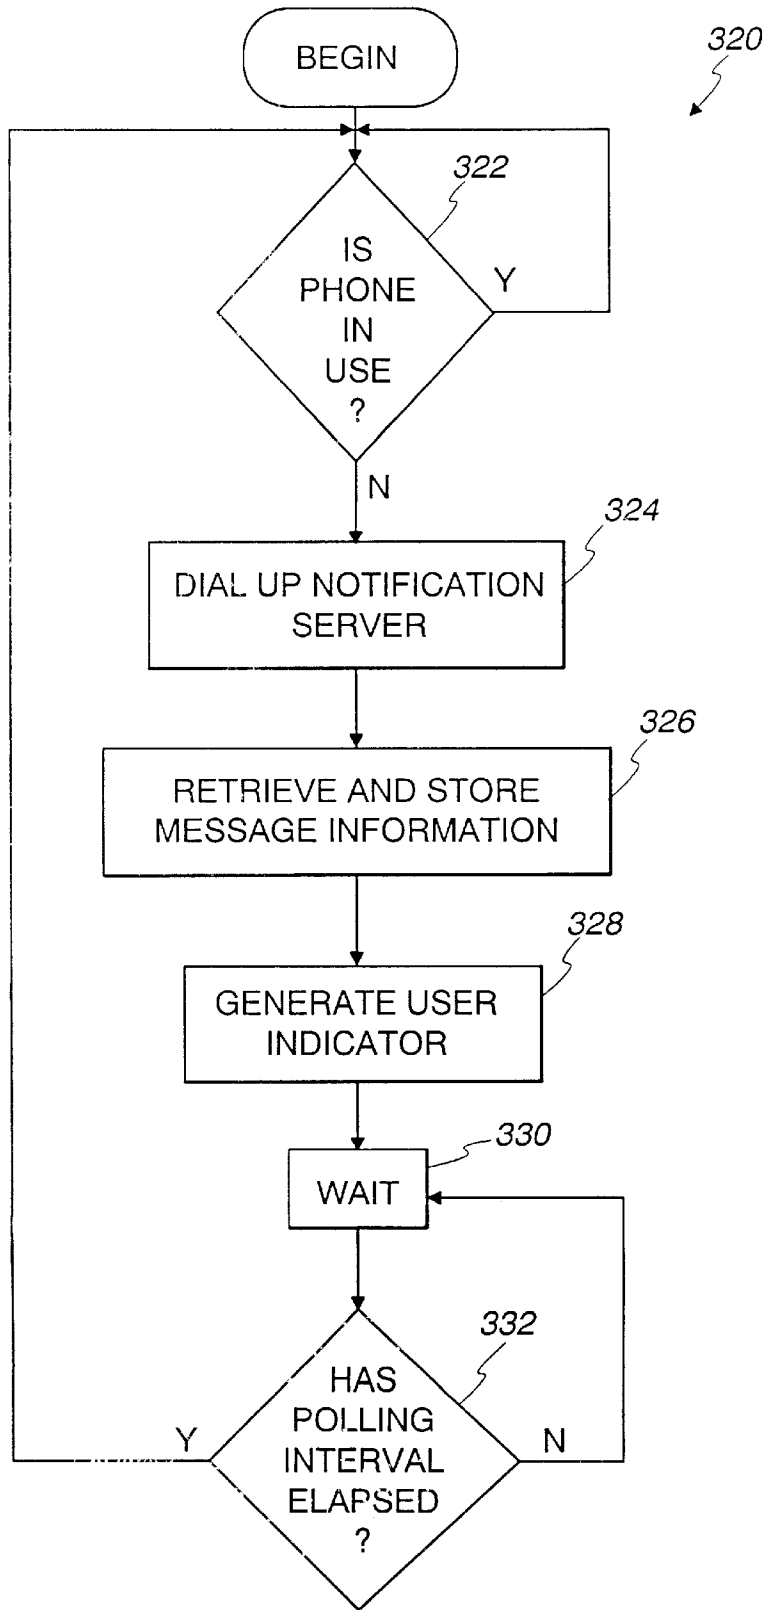 BEGIN
320
322
IS
PHONE
IN
USE
?
Y
N
324
DIAL UP NOTIFICATION
SERVER
326
RETRIEVE AND STORE
MESSAGE INFORMATION
328
GENERATE USER
INDICATOR
330
WAIT
332
HAS
POLLING
INTERVAL
ELAPSED
?
Y
N